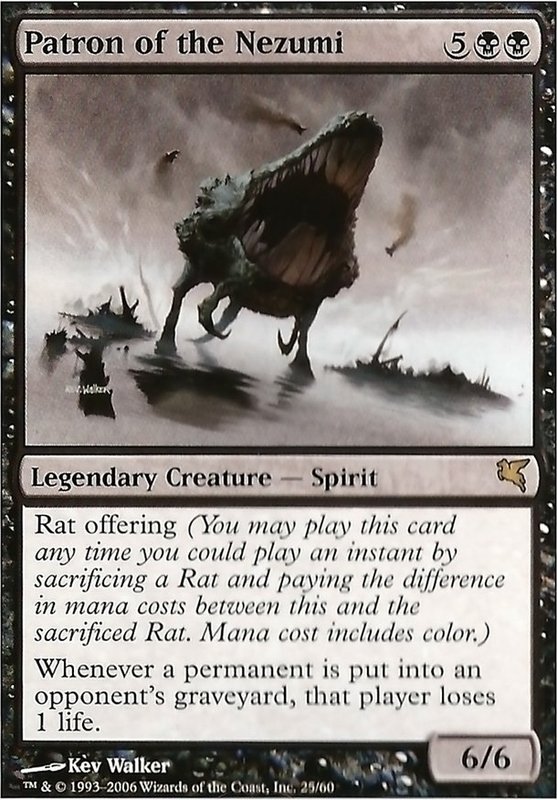 Patron of the Nezumi 5
KEV WALKER
Legendary Creature — Spirit
Rat offering (You may play this card
any time you could play an instant by
sacrificing a Rat and paying the difference
in mana costs between this and the
sacrificed Rat. Mana cost includes color.)
Whenever a permanent is put into an
opponent's graveyard, that player loses
1 life.
6/6
Kev Walker
™ & © 1993–2006 Wizards of the Coast, Inc. 25/60